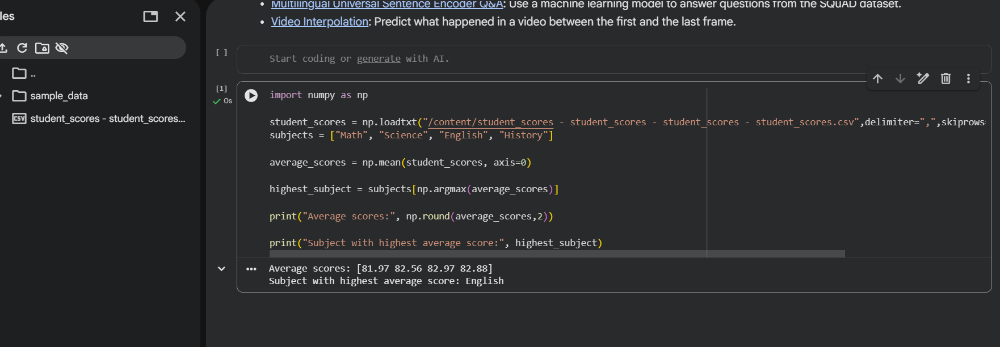 les
..
sample_data
student_scores - student_scores...
Multilingual Universal Sentence Encoder Q&A: Use a machine learning model to answer questions from the SQuAD dataset.
Video Interpolation: Predict what happened in a video between the first and the last frame.
[ ]
Start coding or generate with AI.
[1]
0s
import numpy as np
student_scores = np.loadtxt("/content/student_scores - student_scores - student_scores - student_scores.csv",delimiter=",",skiprows=
subjects = ["Math", "Science", "English", "History"]
average_scores = np.mean(student_scores, axis=0)
highest_subject = subjects[np.argmax(average_scores)]
print("Average scores:", np.round(average_scores,2))
print("Subject with highest average score:", highest_subject)
Average scores: [81.97 82.56 82.97 82.88]
Subject with highest average score: English